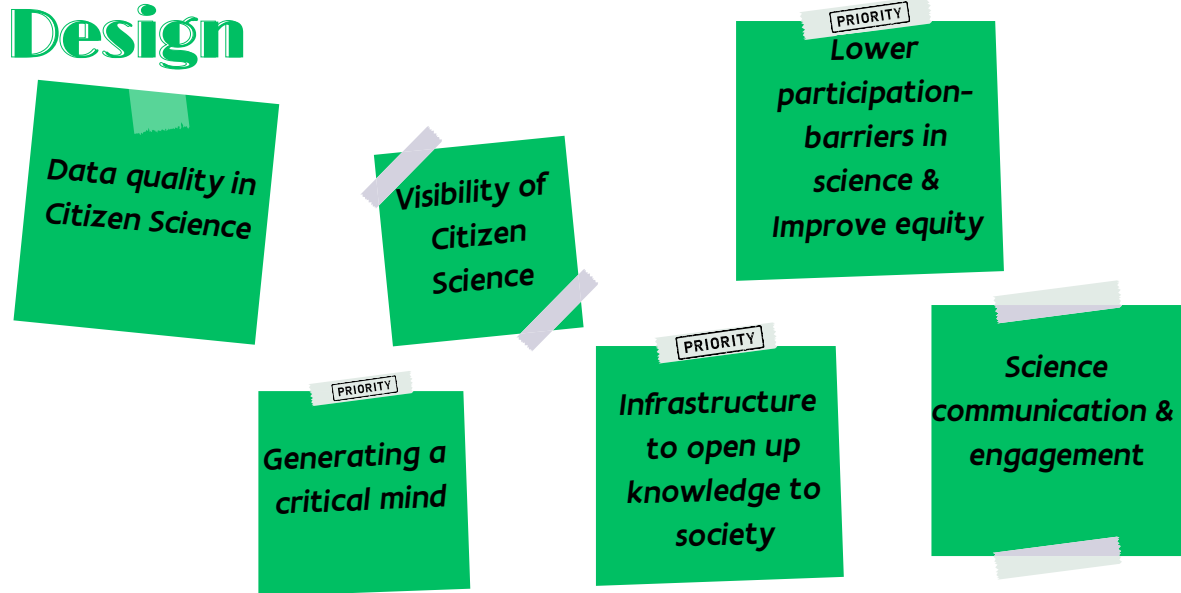 Design
Data quality in
Citizen Science
Visibility of
Citizen
Science
PRIORITY
Lower
participation-
barriers in
science &
Improve equity
PRIORITY
Generating a
critical mind
PRIORITY
Infrastructure
to open up
knowledge to
society
Science
communication &
engagement